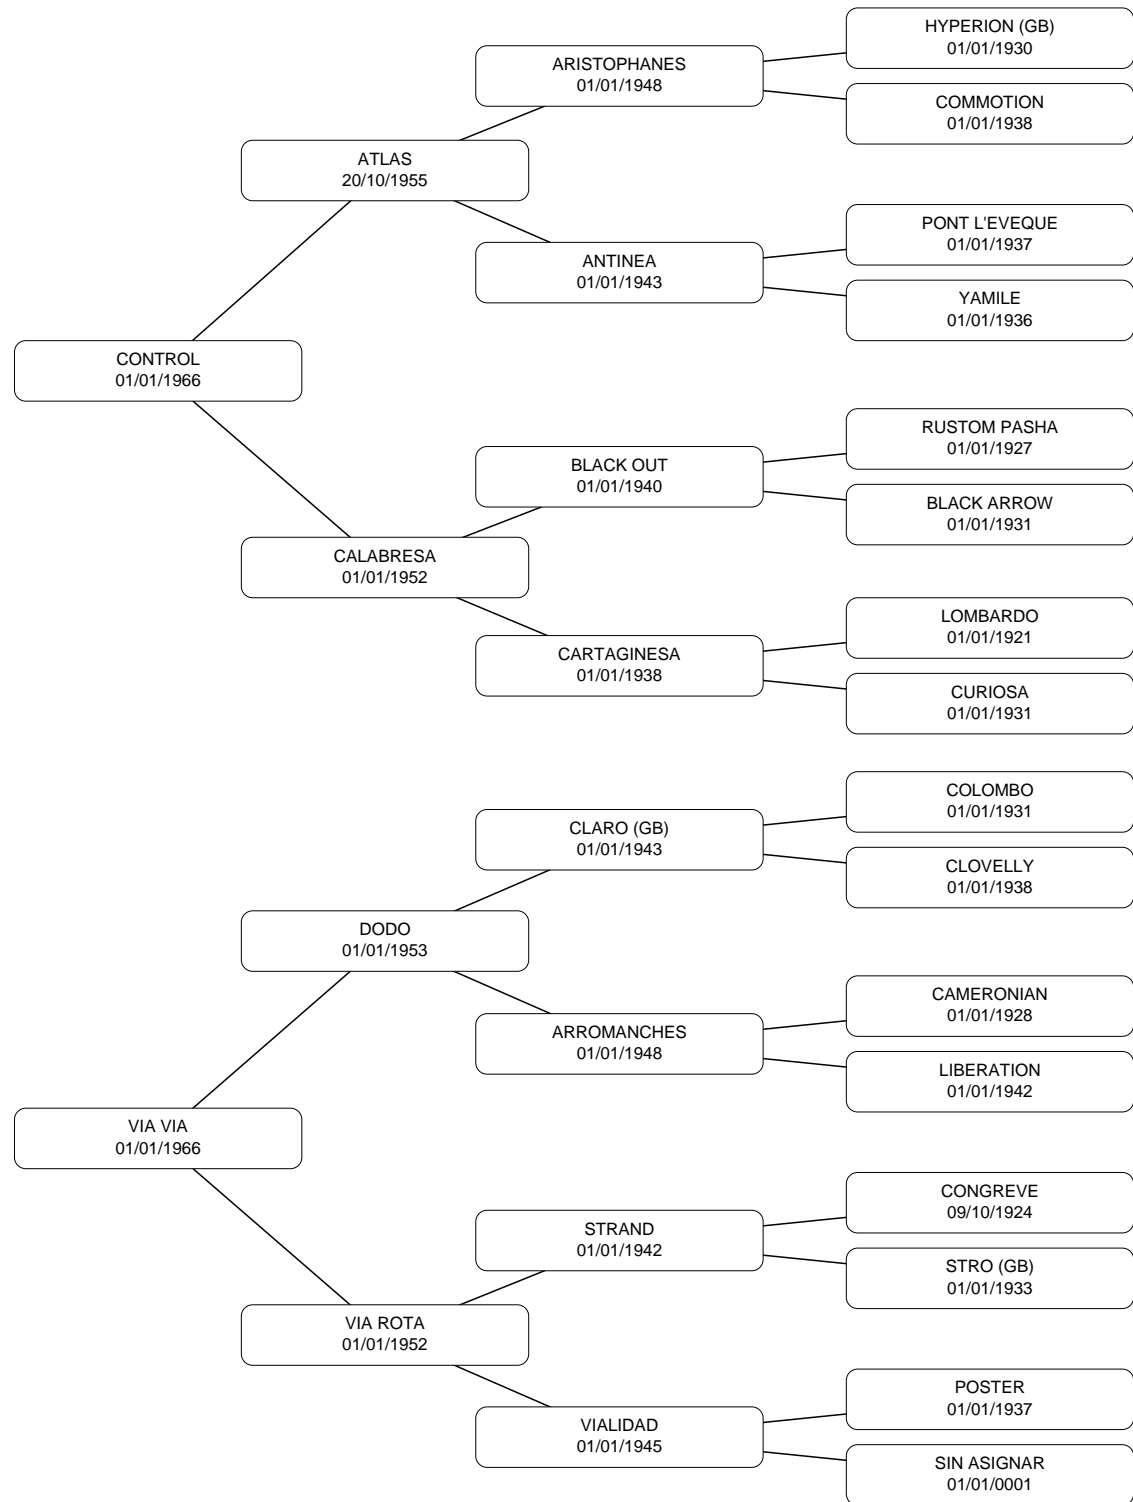 HYPERION (GB)
01/01/1930
ARISTOPHANES
01/01/1948
COMMOTION
01/01/1938
ATLAS
20/10/1955
PONT L'EVEQUE
01/01/1937
ANTINEA
01/01/1943
YAMILE
01/01/1936
CONTROL
01/01/1966
RUSTOM PASHA
01/01/1927
BLACK OUT
01/01/1940
BLACK ARROW
01/01/1931
CALABRESA
01/01/1952
LOMBARDO
01/01/1921
CARTAGINESA
01/01/1938
CURIOSA
01/01/1931
COLOMBO
01/01/1931
CLARO (GB)
01/01/1943
CLOVELLY
01/01/1938
DODO
01/01/1953
CAMERONIAN
01/01/1928
ARROMANCHES
01/01/1948
LIBERATION
01/01/1942
VIA VIA
01/01/1966
CONGREVE
09/10/1924
STRAND
01/01/1942
STRO (GB)
01/01/1933
VIA ROTA
01/01/1952
POSTER
01/01/1937
VIALIDAD
01/01/1945
SIN ASIGNAR
01/01/0001